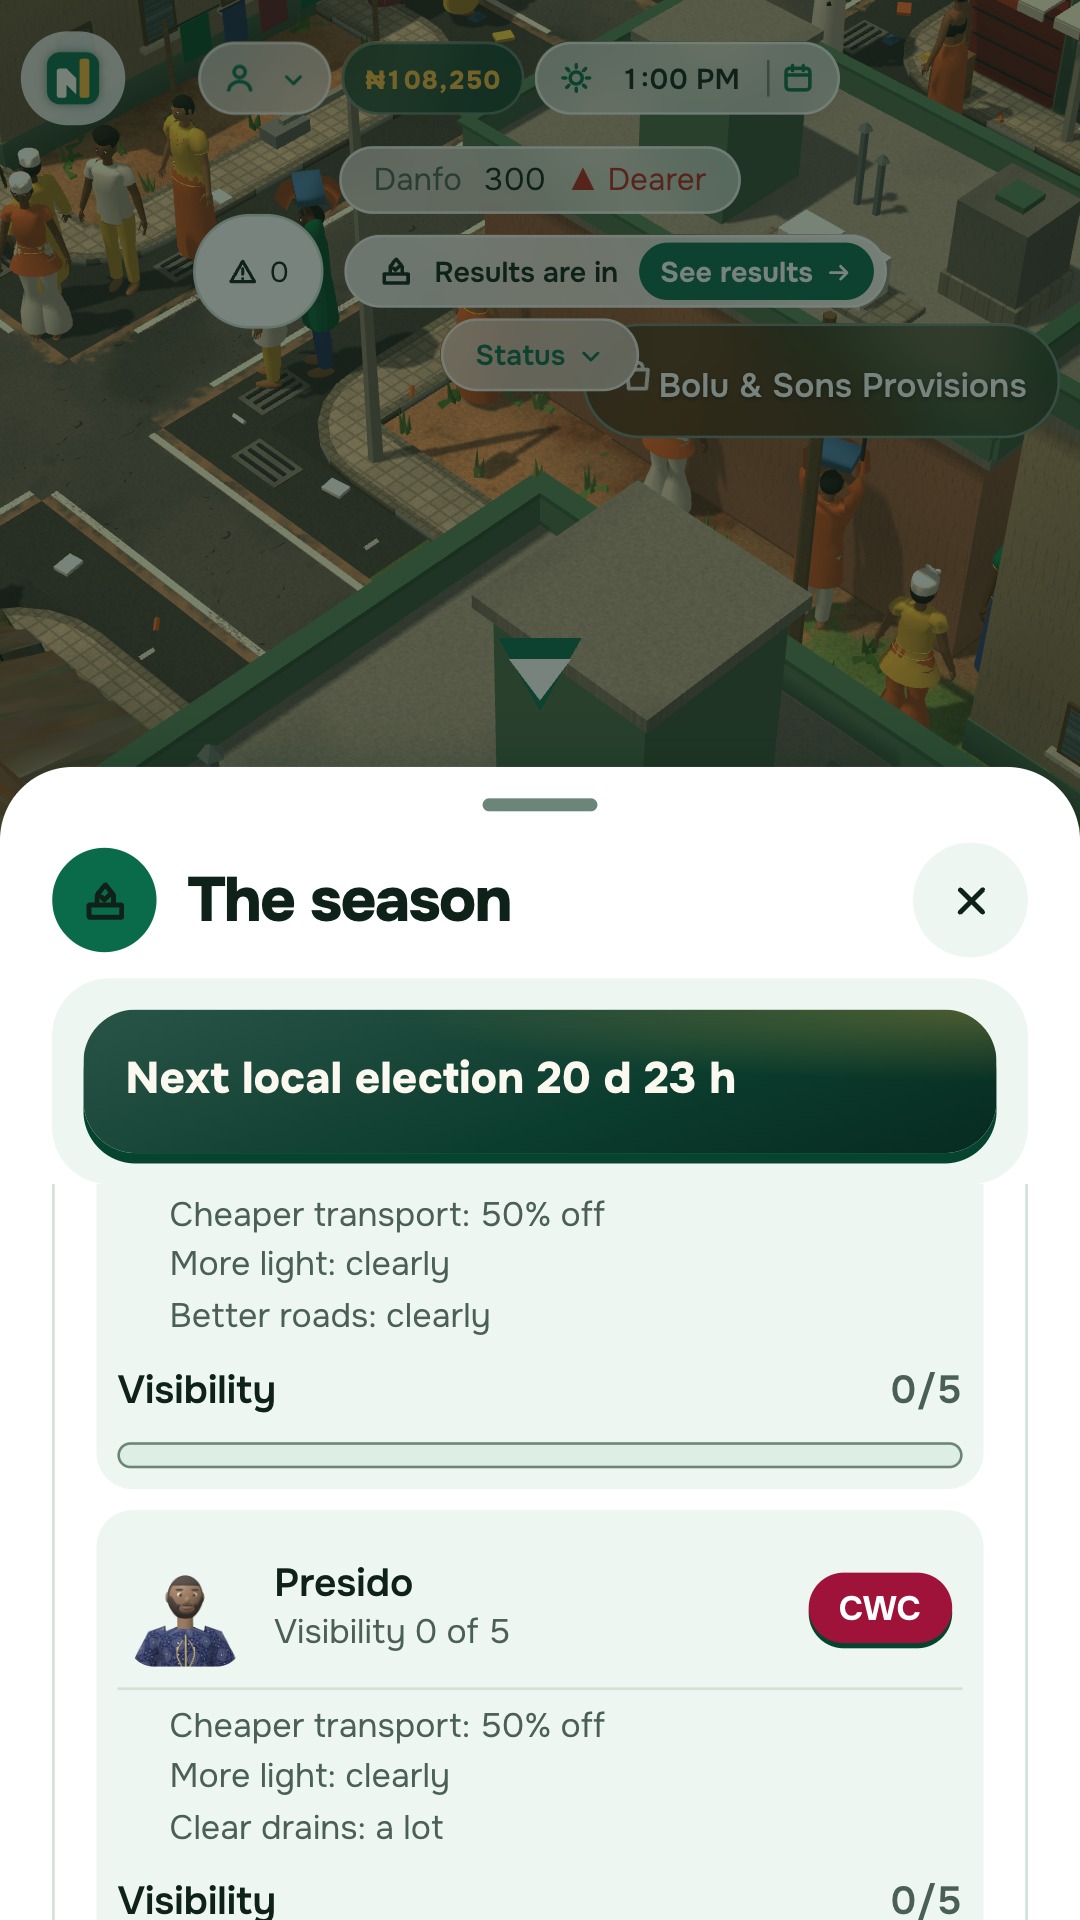 ₦108,250
1:00 PM
Danfo 300 ▲ Dearer
0
Results are in
See results →
Status
Bolu & Sons Provisions
The season
Next local election 20 d 23 h
Cheaper transport: 50% off
More light: clearly
Better roads: clearly
Visibility 0/5
Presido
Visibility 0 of 5
CWC
Cheaper transport: 50% off
More light: clearly
Clear drains: a lot
Visibility 0/5